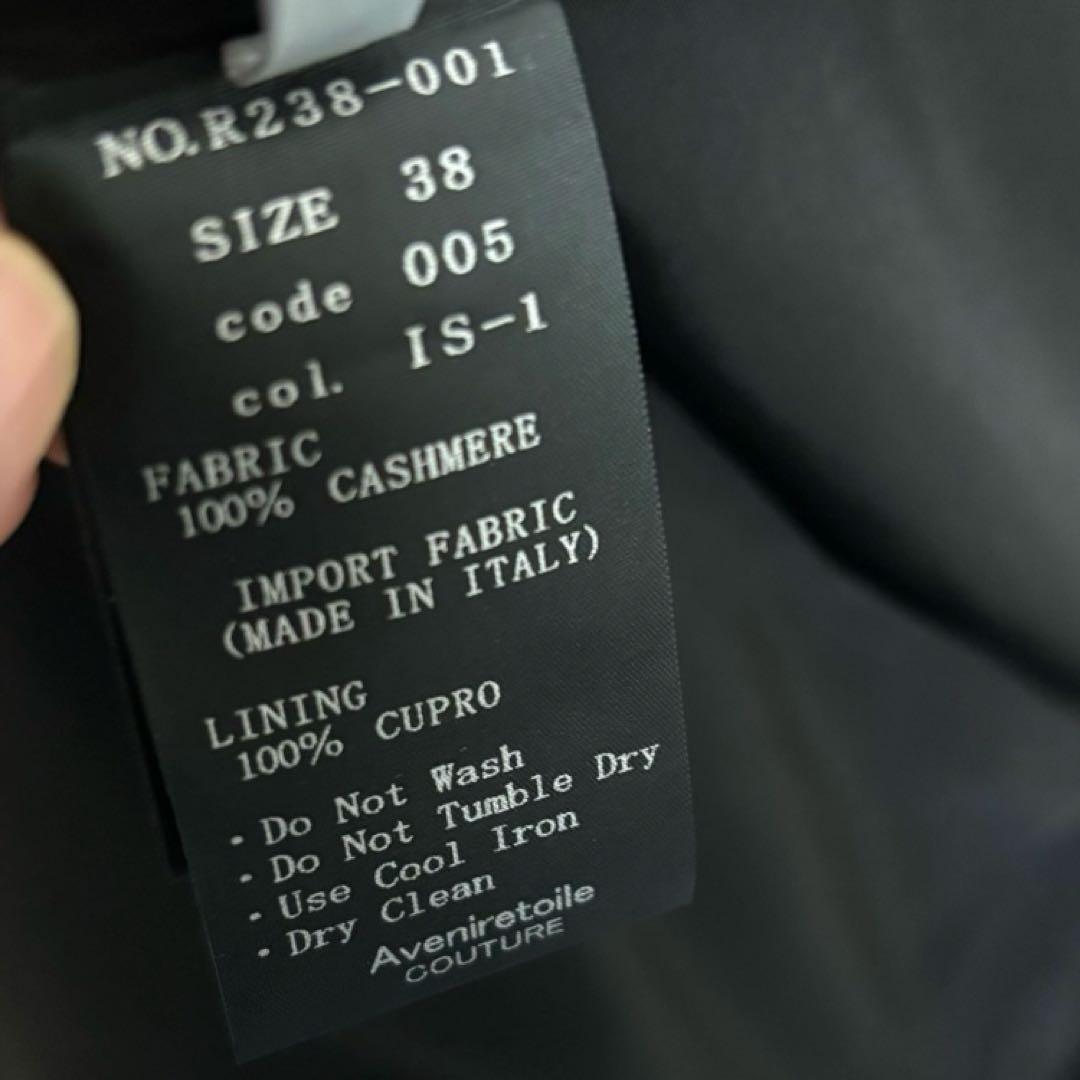 NO.R238-001
SIZE 38
code 005
col. IS-1
FABRIC
100% CASHMERE
IMPORT FABRIC
(MADE IN ITALY)
LINING
100% CUPRO
・Do Not Wash
・Do Not Tumble Dry
・Use Cool Iron
・Dry Clean
Aveniretoile
COUTURE